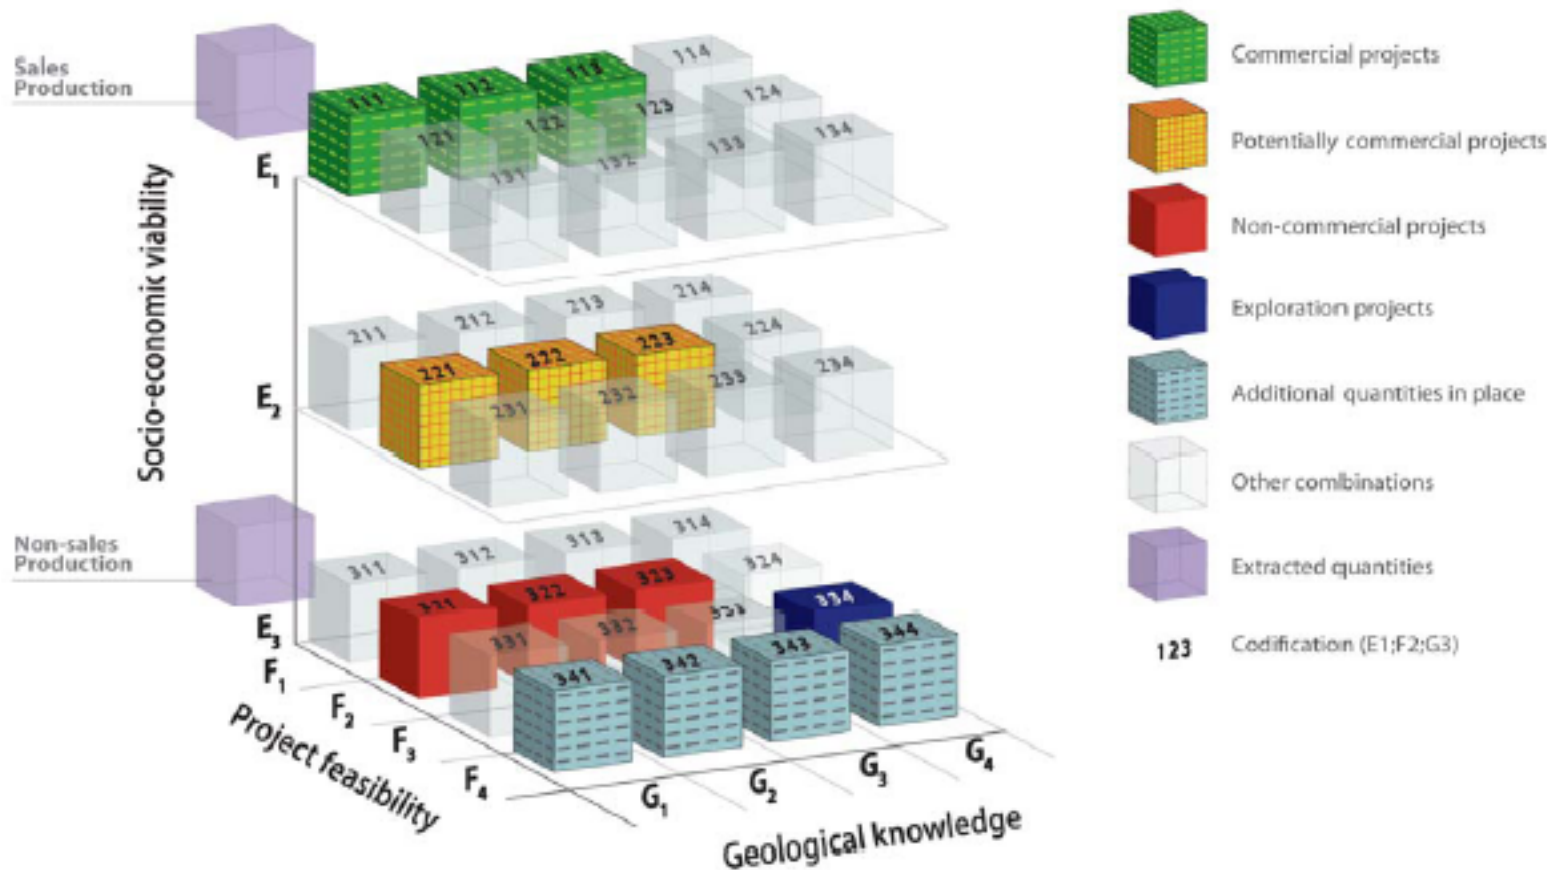 Sales
Production
Socio-economic viability
E1
E2
E3
111
112
113
114
121
122
123
124
131
132
133
134
211
212
213
214
221
222
223
224
231
232
233
234
Non-sales
Production
311
312
313
314
321
322
323
324
331
332
333
334
341
342
343
344
F1
F2
F3
F4
Project feasibility
G1
G2
G3
G4
Geological knowledge
Commercial projects
Potentially commercial projects
Non-commercial projects
Exploration projects
Additional quantities in place
Other combinations
Extracted quantities
123 Codification (E1;F2;G3)